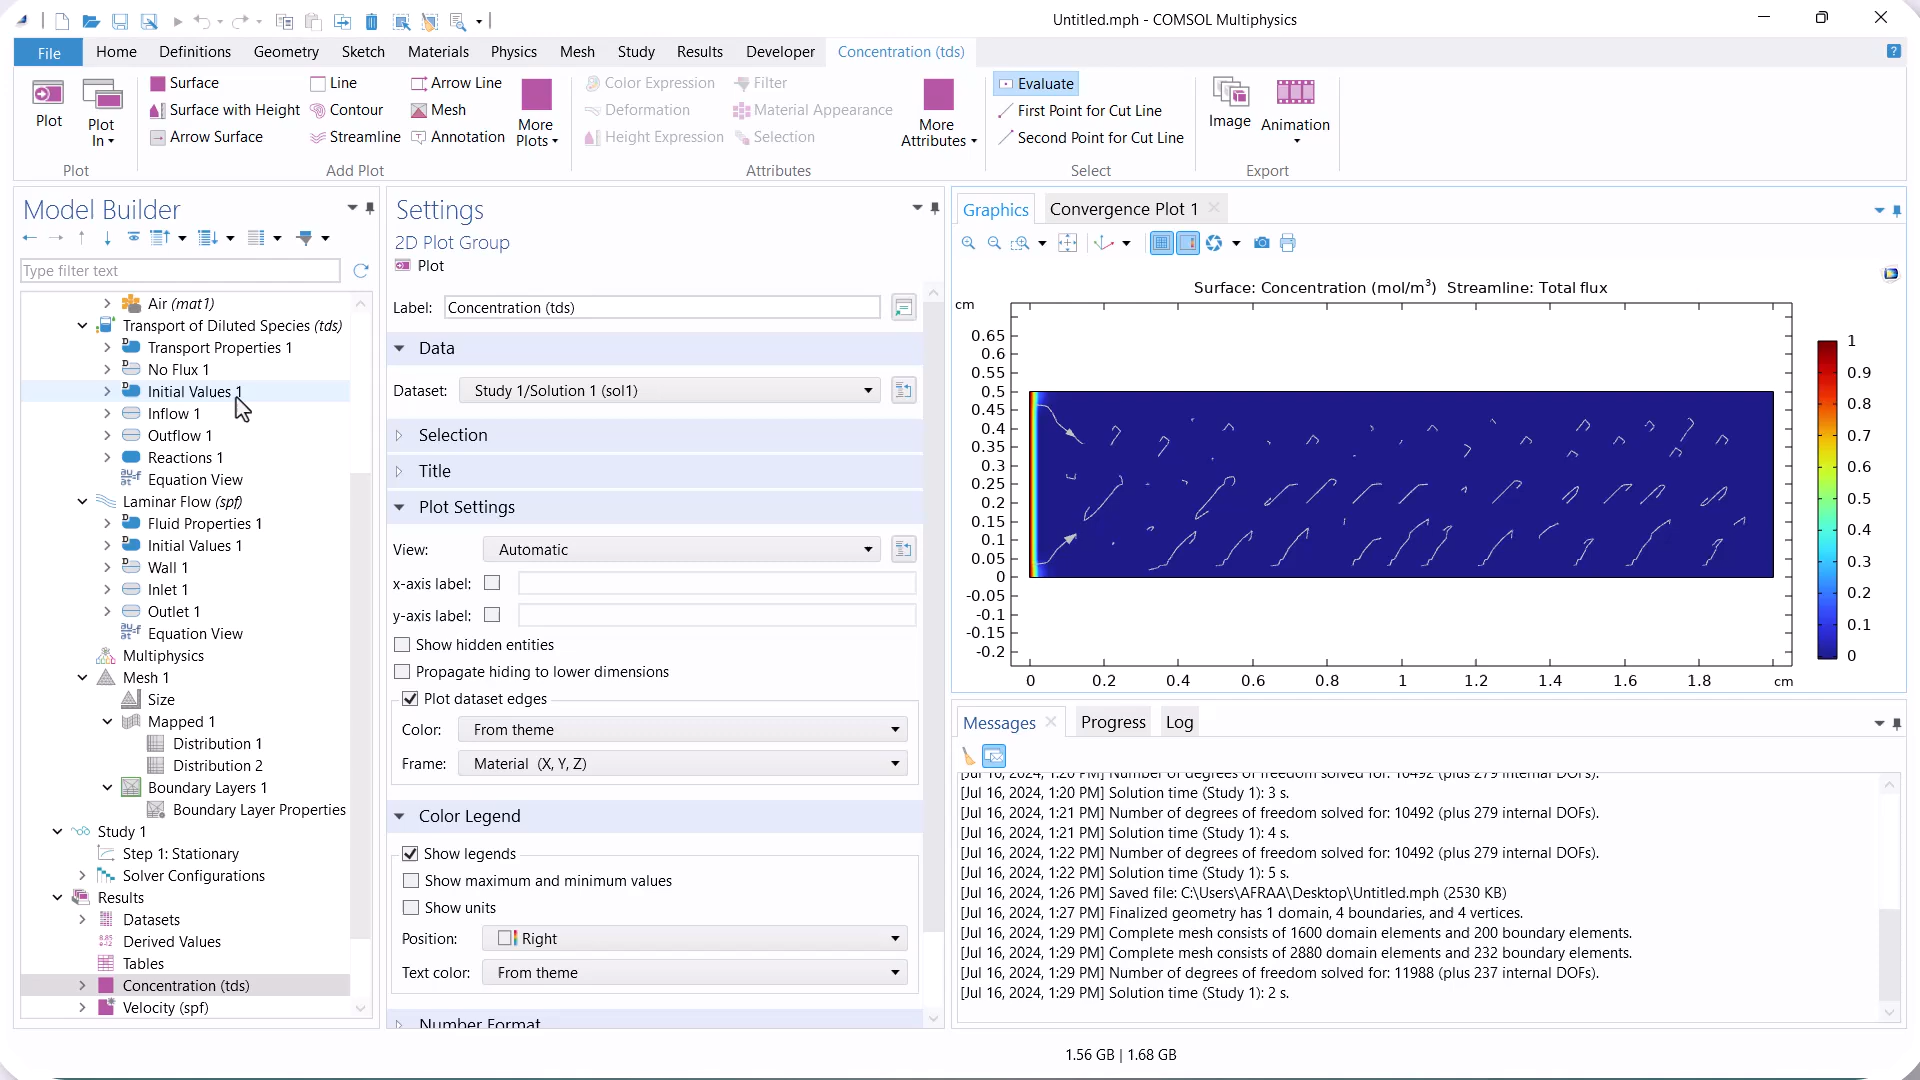 Untitled.mph - COMSOL Multiphysics
File Home Definitions Geometry Sketch Materials Physics Mesh Study Results Developer Concentration (tds)
Plot
Plot In
Plot
Surface
Surface with Height
Arrow Surface
Line
Contour
Streamline
Arrow Line
Mesh
Annotation
More Plots
Add Plot
Color Expression
Deformation
Height Expression
Filter
Material Appearance
Selection
More Attributes
Attributes
Evaluate
First Point for Cut Line
Second Point for Cut Line
Select
Image
Animation
Export
Model Builder
Type filter text
Air (mat1)
Transport of Diluted Species (tds)
Transport Properties 1
No Flux 1
Initial Values 1
Inflow 1
Outflow 1
Reactions 1
Equation View
Laminar Flow (spf)
Fluid Properties 1
Initial Values 1
Wall 1
Inlet 1
Outlet 1
Equation View
Multiphysics
Mesh 1
Size
Mapped 1
Distribution 1
Distribution 2
Boundary Layers 1
Boundary Layer Properties
Study 1
Step 1: Stationary
Solver Configurations
Results
Datasets
Derived Values
Tables
Concentration (tds)
Velocity (spf)
Settings
2D Plot Group
Plot
Label: Concentration (tds)
Data
Dataset: Study 1/Solution 1 (sol1)
Selection
Title
Plot Settings
View: Automatic
x-axis label:
y-axis label:
Show hidden entities
Propagate hiding to lower dimensions
Plot dataset edges
Color: From theme
Frame: Material (X, Y, Z)
Color Legend
Show legends
Show maximum and minimum values
Show units
Position: Right
Text color: From theme
Number Format
Graphics Convergence Plot 1
Surface: Concentration (mol/m³) Streamline: Total flux
cm
0.65
0.6
0.55
0.5
0.45
0.4
0.35
0.3
0.25
0.2
0.15
0.1
0.05
0
-0.05
-0.1
-0.15
-0.2
0 0.2 0.4 0.6 0.8 1 1.2 1.4 1.6 1.8 cm
1
0.9
0.8
0.7
0.6
0.5
0.4
0.3
0.2
0.1
0
Messages Progress Log
[Jul 16, 2024, 1:20 PM] Number of degrees of freedom solved for: 10492 (plus 279 internal DOFs).
[Jul 16, 2024, 1:20 PM] Solution time (Study 1): 3 s.
[Jul 16, 2024, 1:21 PM] Number of degrees of freedom solved for: 10492 (plus 279 internal DOFs).
[Jul 16, 2024, 1:21 PM] Solution time (Study 1): 4 s.
[Jul 16, 2024, 1:22 PM] Number of degrees of freedom solved for: 10492 (plus 279 internal DOFs).
[Jul 16, 2024, 1:22 PM] Solution time (Study 1): 5 s.
[Jul 16, 2024, 1:26 PM] Saved file: C:\Users\AFRAA\Desktop\Untitled.mph (2530 KB)
[Jul 16, 2024, 1:27 PM] Finalized geometry has 1 domain, 4 boundaries, and 4 vertices.
[Jul 16, 2024, 1:29 PM] Complete mesh consists of 1600 domain elements and 200 boundary elements.
[Jul 16, 2024, 1:29 PM] Complete mesh consists of 2880 domain elements and 232 boundary elements.
[Jul 16, 2024, 1:29 PM] Number of degrees of freedom solved for: 11988 (plus 237 internal DOFs).
[Jul 16, 2024, 1:29 PM] Solution time (Study 1): 2 s.
1.56 GB | 1.68 GB